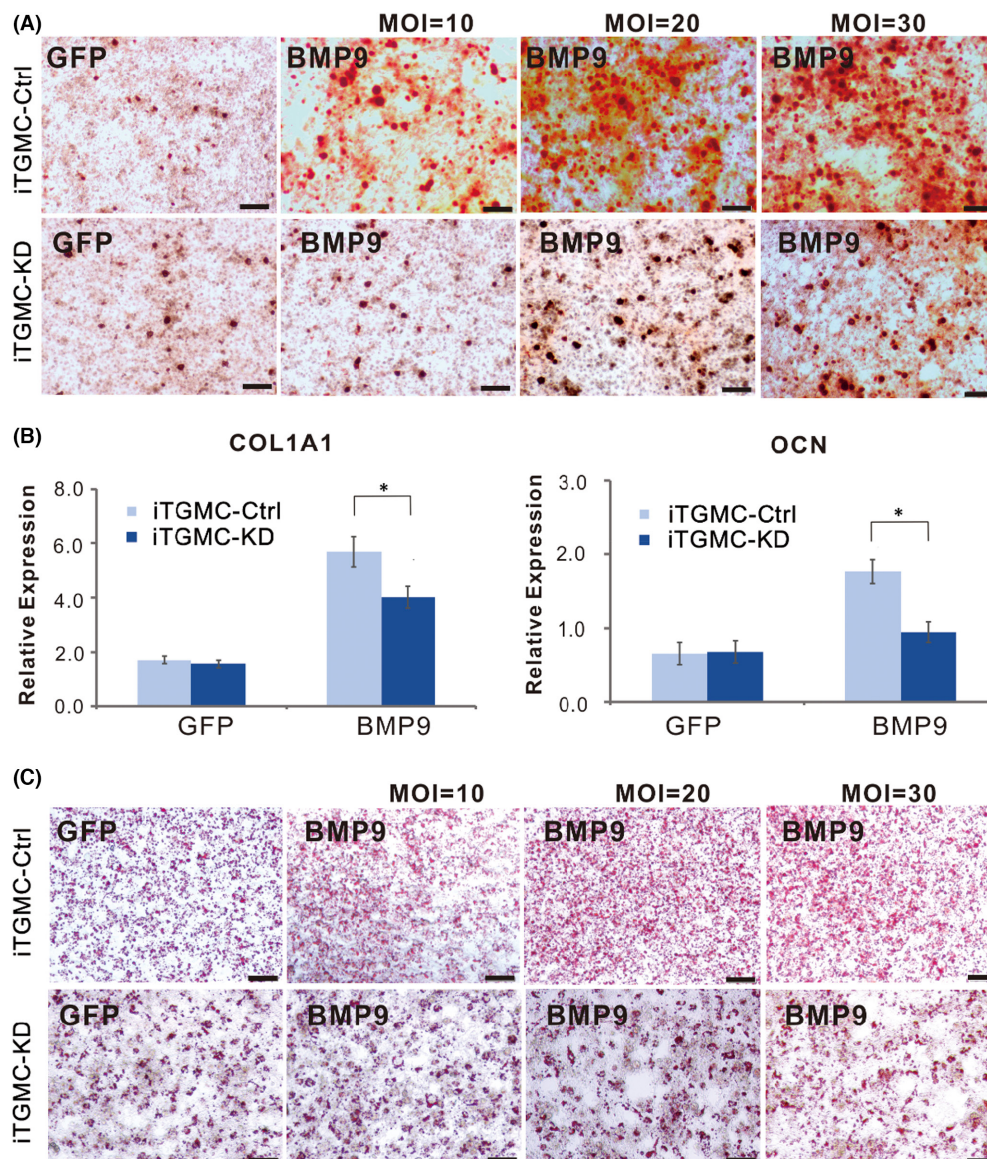 (A)
MOI=10 MOI=20 MOI=30
iTGMC-Ctrl
GFP BMP9 BMP9 BMP9
iTGMC-KD
GFP BMP9 BMP9 BMP9
(B)
COL1A1
Relative Expression
8.0
6.0
4.0
2.0
0.0
iTGMC-Ctrl
iTGMC-KD
*
GFP BMP9
OCN
Relative Expression
3.0
2.0
1.0
0.0
iTGMC-Ctrl
iTGMC-KD
*
GFP BMP9
(C)
MOI=10 MOI=20 MOI=30
iTGMC-Ctrl
GFP BMP9 BMP9 BMP9
iTGMC-KD
GFP BMP9 BMP9 BMP9